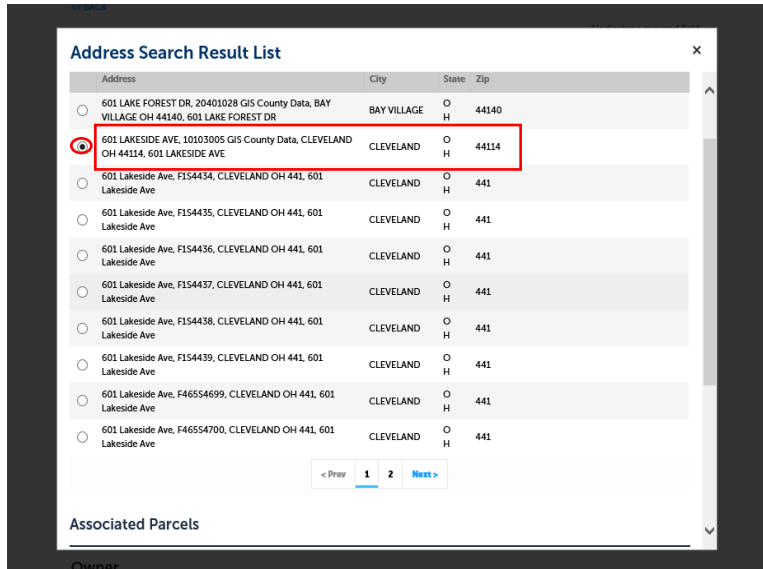 << BACK
Address Search Result List ×
Address City State Zip
601 LAKE FOREST DR, 20401028 GIS County Data, BAY
VILLAGE OH 44140, 601 LAKE FOREST DR
BAY VILLAGE
O
H
44140
601 LAKESIDE AVE, 10103005 GIS County Data, CLEVELAND
OH 44114, 601 LAKESIDE AVE
CLEVELAND
O
H
44114
601 Lakeside Ave, F1S4434, CLEVELAND OH 441, 601
Lakeside Ave
CLEVELAND
O
H
441
601 Lakeside Ave, F1S4435, CLEVELAND OH 441, 601
Lakeside Ave
CLEVELAND
O
H
441
601 Lakeside Ave, F1S4436, CLEVELAND OH 441, 601
Lakeside Ave
CLEVELAND
O
H
441
601 Lakeside Ave, F1S4437, CLEVELAND OH 441, 601
Lakeside Ave
CLEVELAND
O
H
441
601 Lakeside Ave, F1S4438, CLEVELAND OH 441, 601
Lakeside Ave
CLEVELAND
O
H
441
601 Lakeside Ave, F1S4439, CLEVELAND OH 441, 601
Lakeside Ave
CLEVELAND
O
H
441
601 Lakeside Ave, F465S4699, CLEVELAND OH 441, 601
Lakeside Ave
CLEVELAND
O
H
441
601 Lakeside Ave, F465S4700, CLEVELAND OH 441, 601
Lakeside Ave
CLEVELAND
O
H
441
< Prev 1 2 Next >
Associated Parcels
Owner